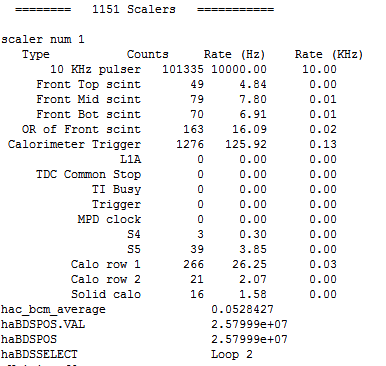 ======== 1151 Scalers ===========
scaler num 1
Type Counts Rate (Hz) Rate (KHz)
10 KHz pulser 101335 10000.00 10.00
Front Top scint 49 4.84 0.00
Front Mid scint 79 7.80 0.01
Front Bot scint 70 6.91 0.01
OR of Front scint 163 16.09 0.02
Calorimeter Trigger 1276 125.92 0.13
L1A 0 0.00 0.00
TDC Common Stop 0 0.00 0.00
TI Busy 0 0.00 0.00
Trigger 0 0.00 0.00
MPD clock 0 0.00 0.00
S4 3 0.30 0.00
S5 39 3.85 0.00
Calo row 1 266 26.25 0.03
Calo row 2 21 2.07 0.00
Solid calo 16 1.58 0.00
hac_bcm_average 0.0528427
haBDSPOS.VAL 2.57999e+07
haBDSPOS 2.57999e+07
haBDSSELECT Loop 2